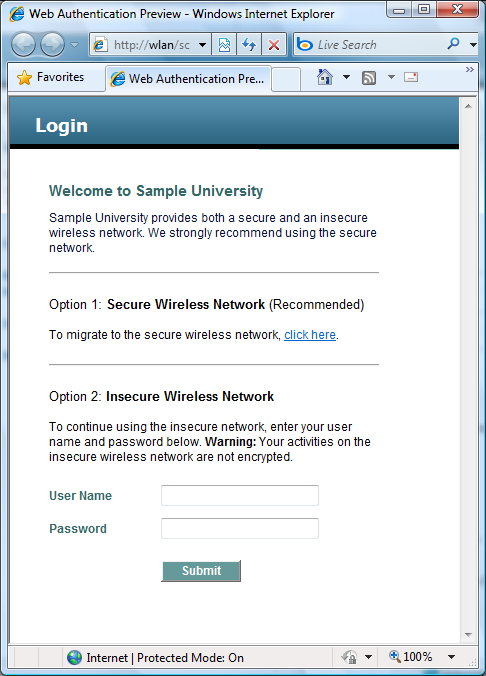 Web Authentication Preview - Windows Internet Explorer
http://wlan/sc
Live Search
Favorites
Web Authentication Pre...
Login
Welcome to Sample University
Sample University provides both a secure and an insecure
wireless network. We strongly recommend using the secure
network.
Option 1: Secure Wireless Network (Recommended)
To migrate to the secure wireless network, click here.
Option 2: Insecure Wireless Network
To continue using the insecure network, enter your user
name and password below. Warning: Your activities on the
insecure wireless network are not encrypted.
User Name
Password
Submit
Internet | Protected Mode: On
100%